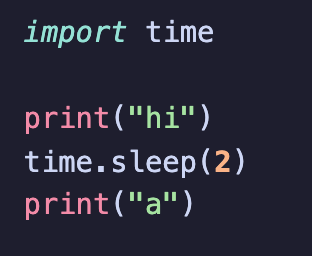 import time

print("hi")
time.sleep(2)
print("a")